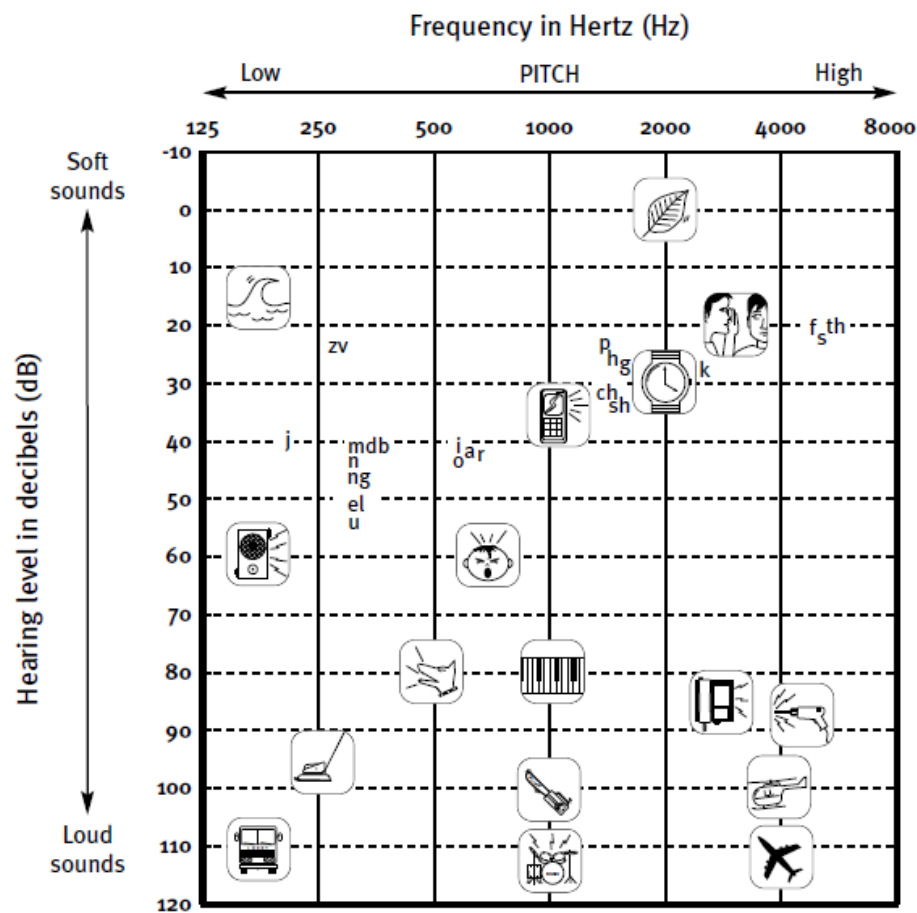 Frequency in Hertz (Hz)
Low PITCH High
125 250 500 1000 2000 4000 8000
Soft sounds
Hearing level in decibels (dB)
Loud sounds
-10
0
10
20
f s th
zv
p h g
k
30
ch sh
40
j
mdb
n
ng
i o a r
50
el
u
60
70
80
90
100
110
120